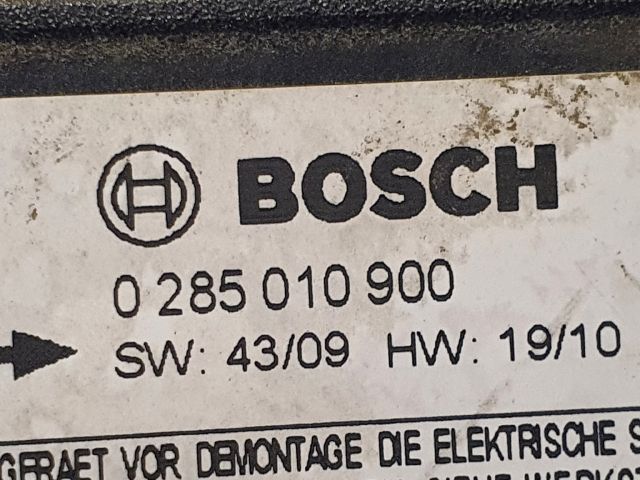 BOSCH
0 285 010 900
SW: 43/09 HW: 19/10
GERAET VOR DEMONTAGE DIE ELEKTRISCHE S